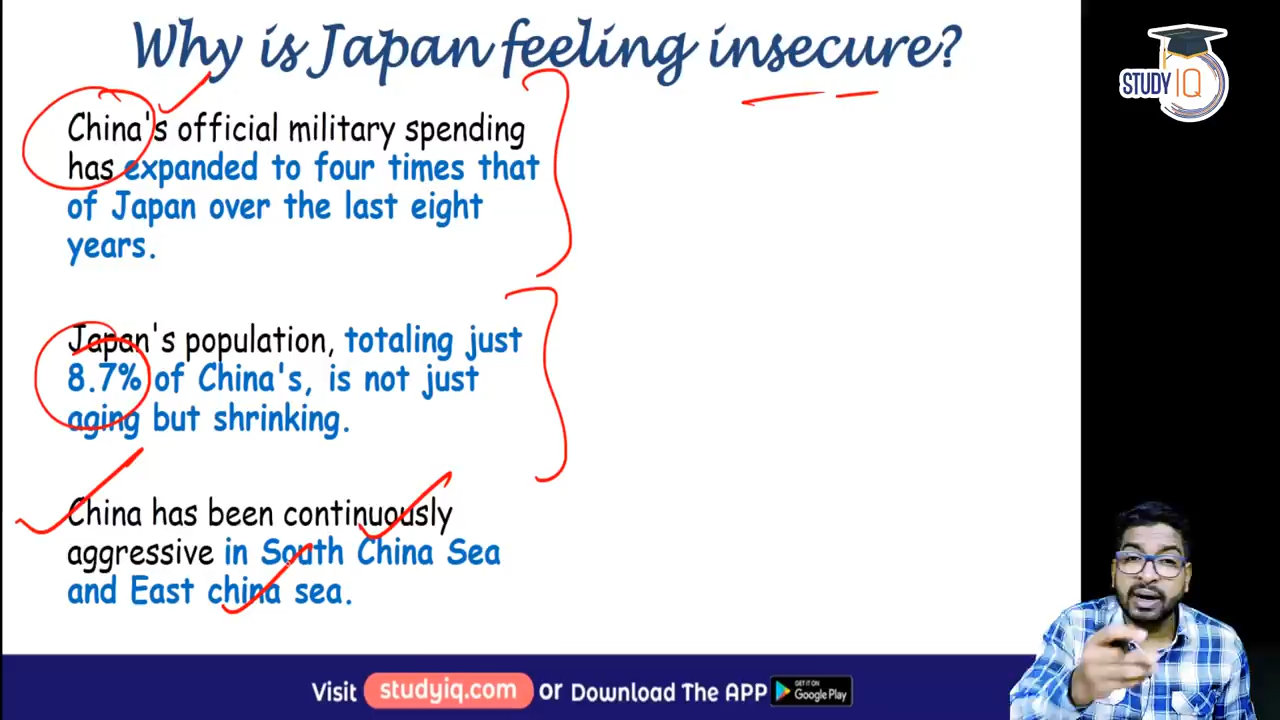 Why is Japan feeling insecure?
STUDY IQ
China's official military spending
has expanded to four times that
of Japan over the last eight
years.
Japan's population, totaling just
8.7% of China's, is not just
aging but shrinking.
China has been continuously
aggressive in South China Sea
and East china sea.
Visit studyiq.com or Download The APP GET IT ON Google Play